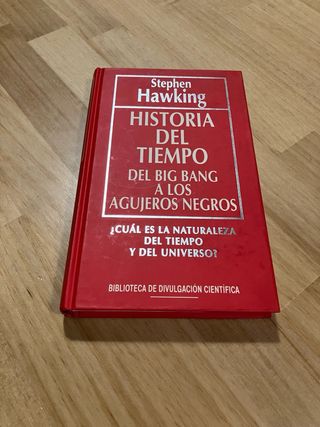 Stephen
Hawking
HISTORIA
DEL
TIEMPO
DEL BIG BANG
A LOS
AGUJEROS NEGROS
¿CUÁL ES LA NATURALEZA
DEL TIEMPO
Y DEL UNIVERSO?
BIBLIOTECA DE DIVULGACIÓN CIENTÍFICA